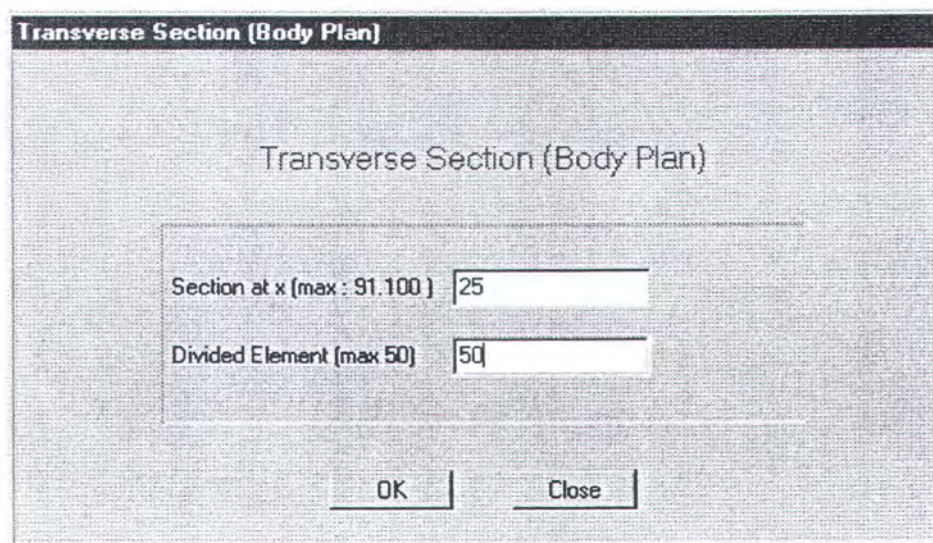 Transverse Section (Body Plan)
Transverse Section (Body Plan)
Section at x (max : 91.100 ) 25
Divided Element (max 50) 50
OK Close